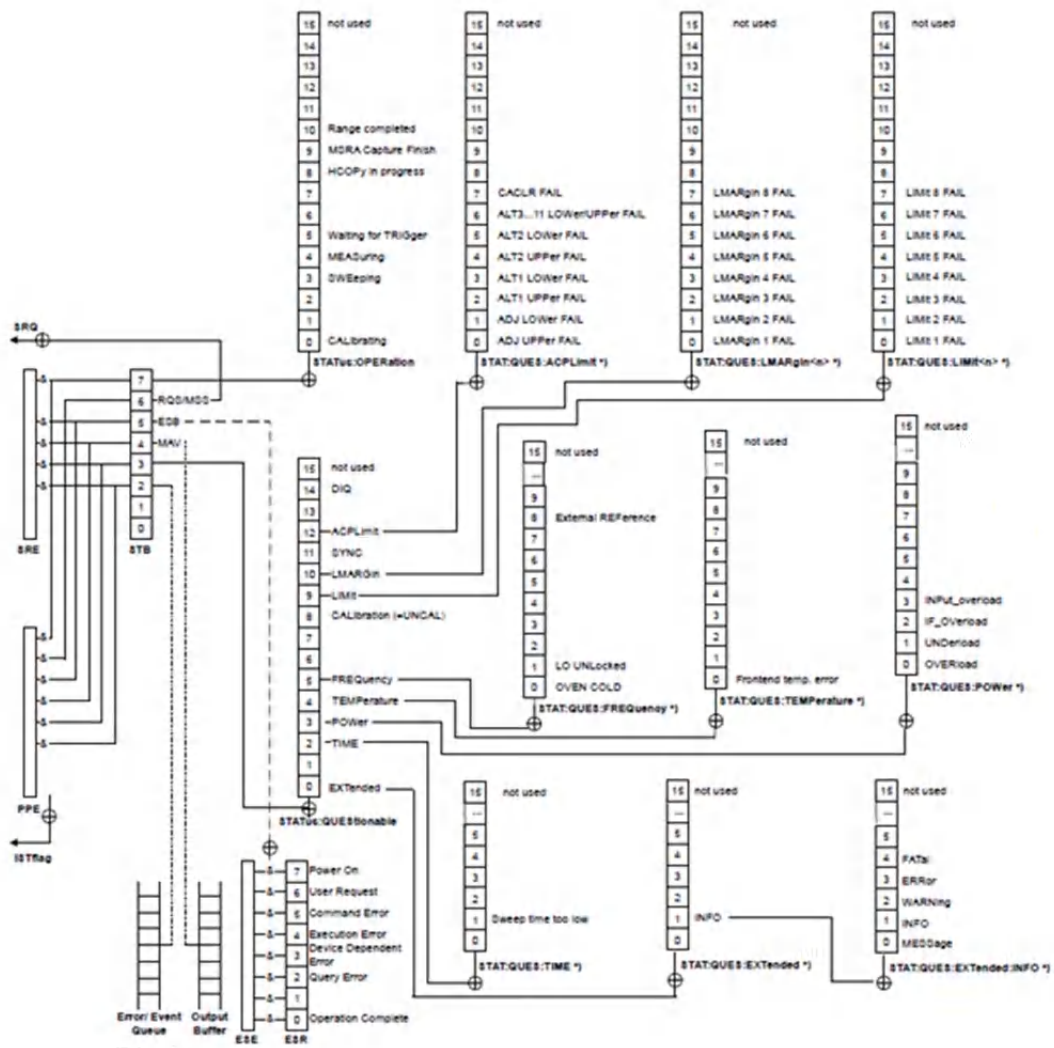 15 not used
14
13
12
11
10 Range completed
9 MSRA Capture Finish
8 HCOPy in progress
7
6
5 Waiting for TRIGger
4 MEASuring
3 SWEeping
2
1
0 CALibrating
STATus:OPERation
15 not used
14
13
12
11
10
9
8
7 CACLR FAIL
6 ALT3...11 LOWer/UPPer FAIL
5 ALT2 LOWer FAIL
4 ALT2 UPPer FAIL
3 ALT1 LOWer FAIL
2 ALT1 UPPer FAIL
1 ADJ LOWer FAIL
0 ADJ UPPer FAIL
STAT:QUES:ACPLimit *)
15 not used
14
13
12
11
10
9
8
7 LMARgin 8 FAIL
6 LMARgin 7 FAIL
5 LMARgin 6 FAIL
4 LMARgin 5 FAIL
3 LMARgin 4 FAIL
2 LMARgin 3 FAIL
1 LMARgin 2 FAIL
0 LMARgin 1 FAIL
STAT:QUES:LMARgin<n> *)
15 not used
14
13
12
11
10
9
8
7 LIMit 8 FAIL
6 LIMit 7 FAIL
5 LIMit 6 FAIL
4 LIMit 5 FAIL
3 LIMit 4 FAIL
2 LIMit 3 FAIL
1 LIMit 2 FAIL
0 LIMit 1 FAIL
STAT:QUES:LIMit<n> *)
SRQ
&
&
&
&
&
&
SRE
7
6 RQS/MSS
5 ESB
4 MAV
3
2
1
0
STB
&
&
&
&
&
&
PPE
ISTflag
15 not used
14 DIQ
13
12 ACPLimit
11 SYNC
10 LMARGin
9 LIMit
8 CALibration (=UNCAL)
7
6
5 FREQuency
4 TEMPerature
3 POWer
2 TIME
1
0 EXTended
STATus:QUEStionable
15 not used
...
9
8 External REFerence
7
6
5
4
3
2
1 LO UNLocked
0 OVEN COLD
STAT:QUES:FREQuency *)
15 not used
...
9
8
7
6
5
4
3
2
1
0 Frontend temp. error
STAT:QUES:TEMPerature *)
15 not used
...
9
8
7
6
5
4
3 INPut_overload
2 IF_OVerload
1 UNDerload
0 OVERload
STAT:QUES:POWer *)
15 not used
...
5
4
3
2
1 Sweep time too low
0
STAT:QUES:TIME *)
15 not used
...
5
4
3
2
1 INFO
0
STAT:QUES:EXTended *)
15 not used
...
5
4 FATal
3 ERRor
2 WARNing
1 INFO
0 MESSage
STAT:QUES:EXTended:INFO *)
Error/ Event
Queue
Output
Buffer
& 7 Power On
& 6 User Request
& 5 Command Error
& 4 Execution Error
& 3 Device Dependent
Error
& 2 Query Error
& 1
& 0 Operation Complete
ESE
ESR